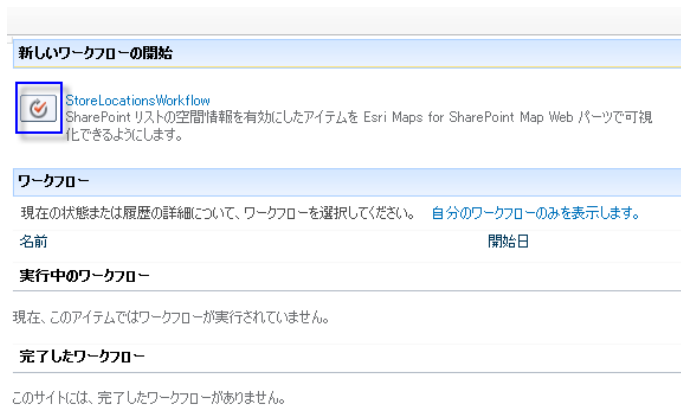 新しいワークフローの開始
StoreLocationsWorkflow
SharePoint リストの空間情報を有効にしたアイテムを Esri Maps for SharePoint Map Web パーツで可視
化できるようにします。
ワークフロー
現在の状態または履歴の詳細について、ワークフローを選択してください。 自分のワークフローのみを表示します。
名前 開始日
実行中のワークフロー
現在、このアイテムではワークフローが実行されていません。
完了したワークフロー
このサイトには、完了したワークフローがありません。